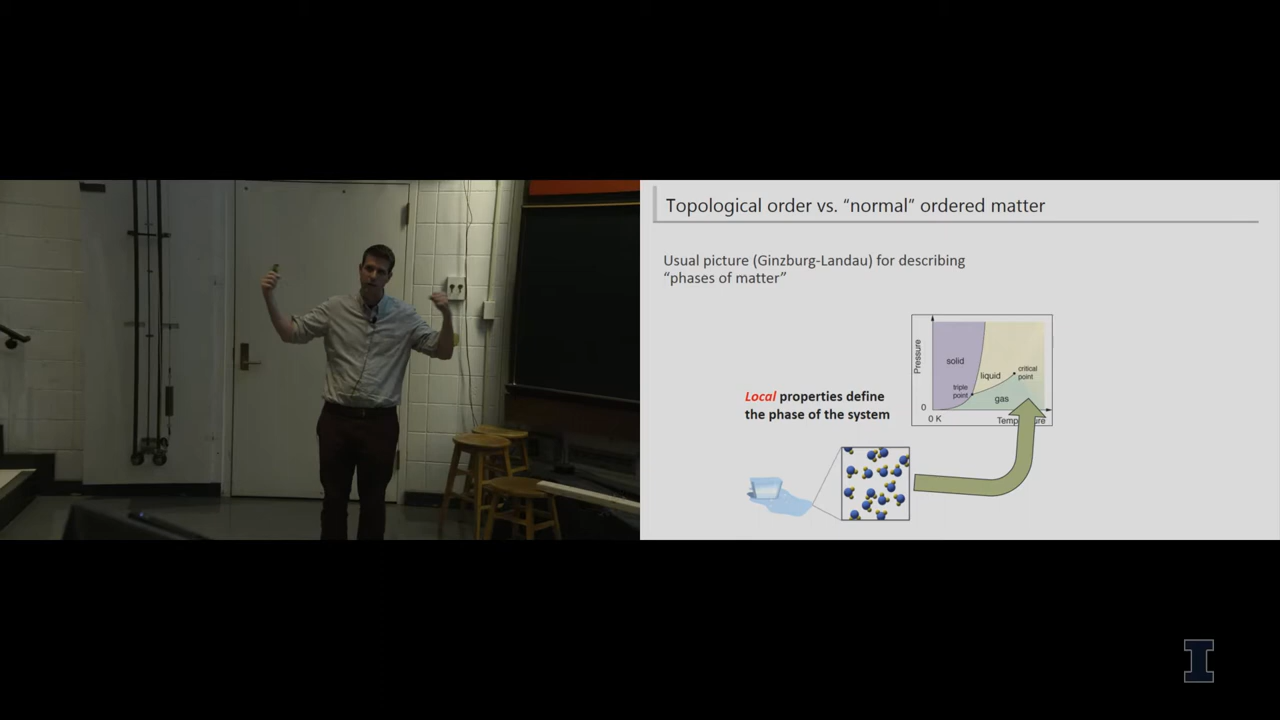 Topological order vs. “normal” ordered matter
Usual picture (Ginzburg-Landau) for describing
“phases of matter”
Local properties define
the phase of the system
Pressure
solid
liquid
critical
point
triple
point
gas
0
0 K
I